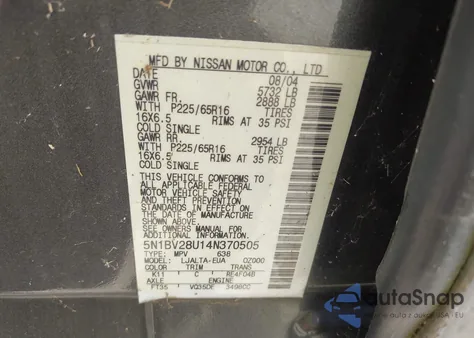 MFD BY NISSAN MOTOR CO., LTD
DATE 08/04
GVWR 5732 LB
GAWR FR. 2888 LB
WITH P225/65R16 TIRES
16X6.5 RIMS AT 35 PSI
COLD SINGLE
GAWR RR. 2954 LB
WITH P225/65R16 TIRES
16X6.5 RIMS AT 35 PSI
COLD SINGLE
THIS VEHICLE CONFORMS TO
ALL APPLICABLE FEDERAL
MOTOR VEHICLE SAFETY
AND THEFT PREVENTION
STANDARDS IN EFFECT ON
THE DATE OF MANUFACTURE
SHOWN ABOVE.
SEE OWNERS MANUAL FOR
ADDITIONAL INFORMATION
5N1BV28U14N370505
TYPE: MPV 638
MODEL: LJALTA-EUA 0Z000
COLOR TRIM TRANS
K11 C RE4F04B
AXLE ENGINE
FT35 VQ35DE 3496CC
AutoSnap